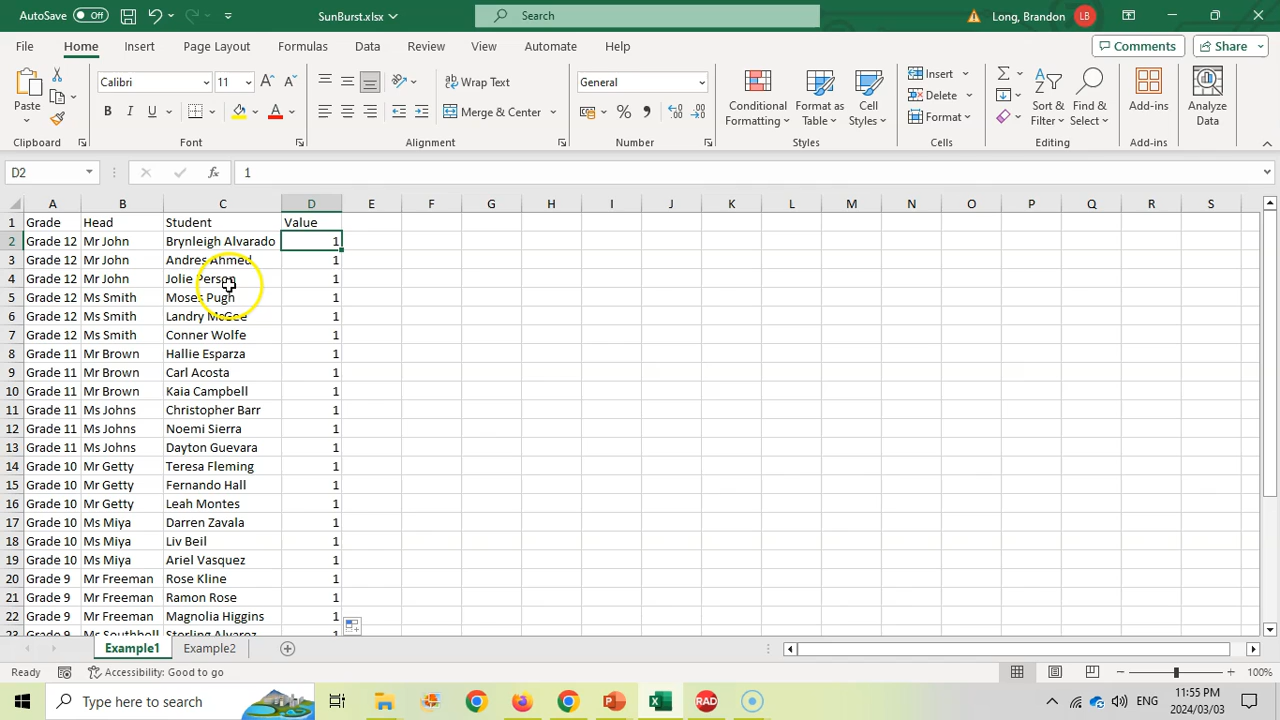 AutoSave Off SunBurst.xlsx Search Long, Brandon LB
File Home Insert Page Layout Formulas Data Review View Automate Help Comments Share
Paste Calibri 11 Wrap Text General Conditional Formatting Format as Table Cell Styles Insert Sort & Filter Find & Select Add-ins Analyze Data
B I U Merge & Center Delete
Format
Clipboard Font Alignment Number Styles Cells Editing Add-ins
D2 fx 1
A B C D E F G H I J K L M N O P Q R S
1 Grade Head Student Value
2 Grade 12 Mr John Brynleigh Alvarado 1
3 Grade 12 Mr John Andres Ahmed 1
4 Grade 12 Mr John Jolie Person 1
5 Grade 12 Ms Smith Moses Pugh 1
6 Grade 12 Ms Smith Landry McGee 1
7 Grade 12 Ms Smith Conner Wolfe 1
8 Grade 11 Mr Brown Hallie Esparza 1
9 Grade 11 Mr Brown Carl Acosta 1
10 Grade 11 Mr Brown Kaia Campbell 1
11 Grade 11 Ms Johns Christopher Barr 1
12 Grade 11 Ms Johns Noemi Sierra 1
13 Grade 11 Ms Johns Dayton Guevara 1
14 Grade 10 Mr Getty Teresa Fleming 1
15 Grade 10 Mr Getty Fernando Hall 1
16 Grade 10 Mr Getty Leah Montes 1
17 Grade 10 Ms Miya Darren Zavala 1
18 Grade 10 Ms Miya Liv Beil 1
19 Grade 10 Ms Miya Ariel Vasquez 1
20 Grade 9 Mr Freeman Rose Kline 1
21 Grade 9 Mr Freeman Ramon Rose 1
22 Grade 9 Mr Freeman Magnolia Higgins 1
23 Grade 9 Sterling Alvarez 1
Example1 Example2
Ready Accessibility: Good to go 100%
Type here to search RAD ENG 11:55 PM
2024/03/03